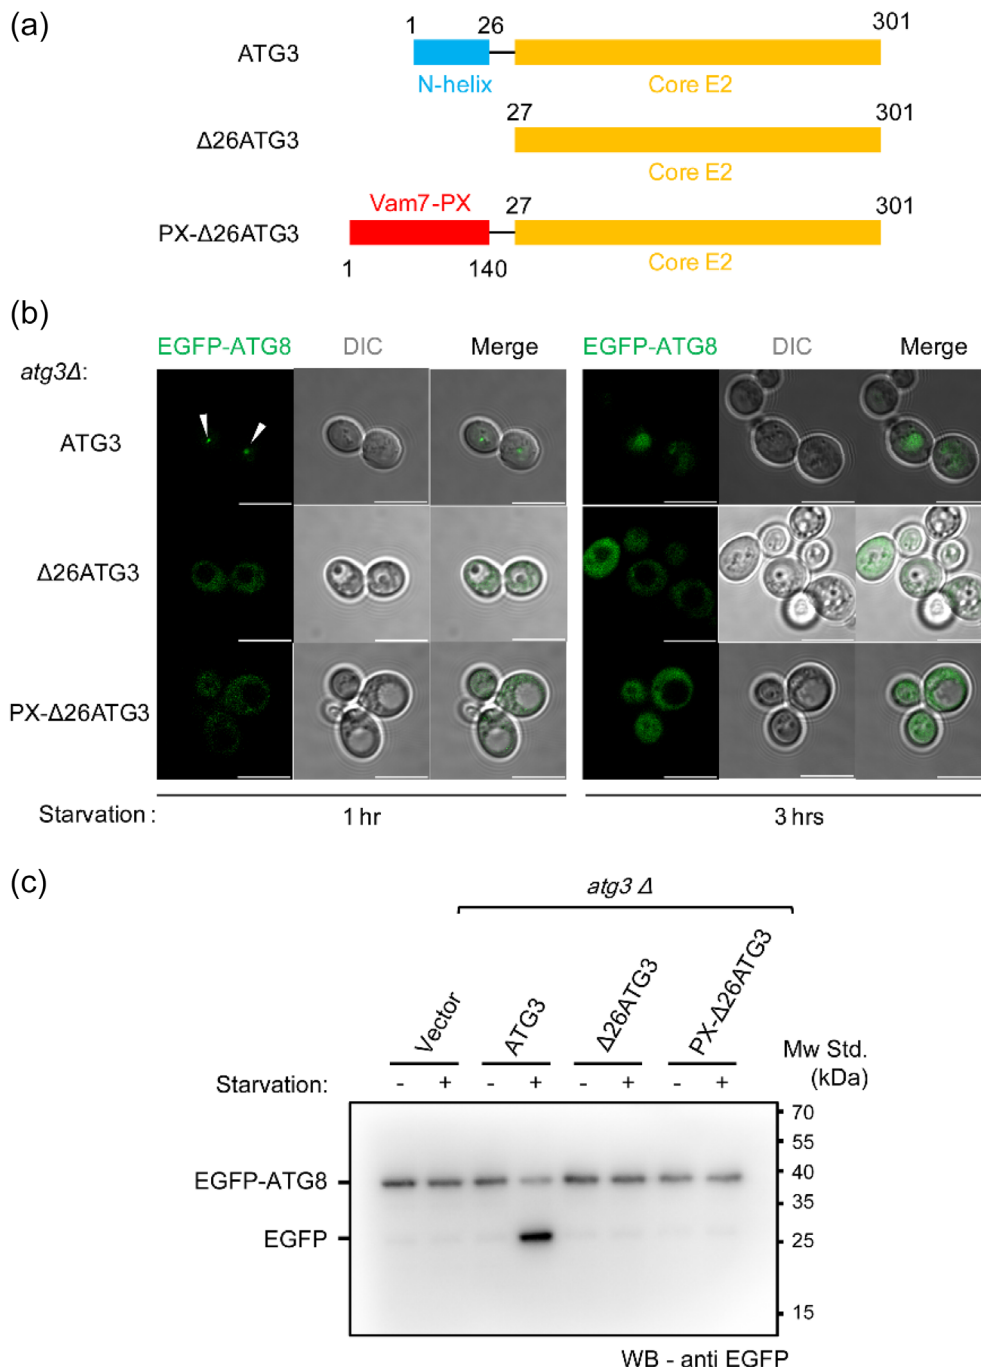 (a)
1 26 301
ATG3
N-helix Core E2
27 301
Δ26ATG3
Core E2
Vam7-PX 27 301
PX-Δ26ATG3
Core E2
1 140
(b)
EGFP-ATG8 DIC Merge EGFP-ATG8 DIC Merge
atg3Δ:
ATG3
Δ26ATG3
PX-Δ26ATG3
Starvation : 1 hr 3 hrs
(c)
atg3 Δ
Vector ATG3 Δ26ATG3 PX-Δ26ATG3
Mw Std.
(kDa)
Starvation: - + - + - + - +
70
55
EGFP-ATG8 40
35
EGFP 25
15
WB - anti EGFP